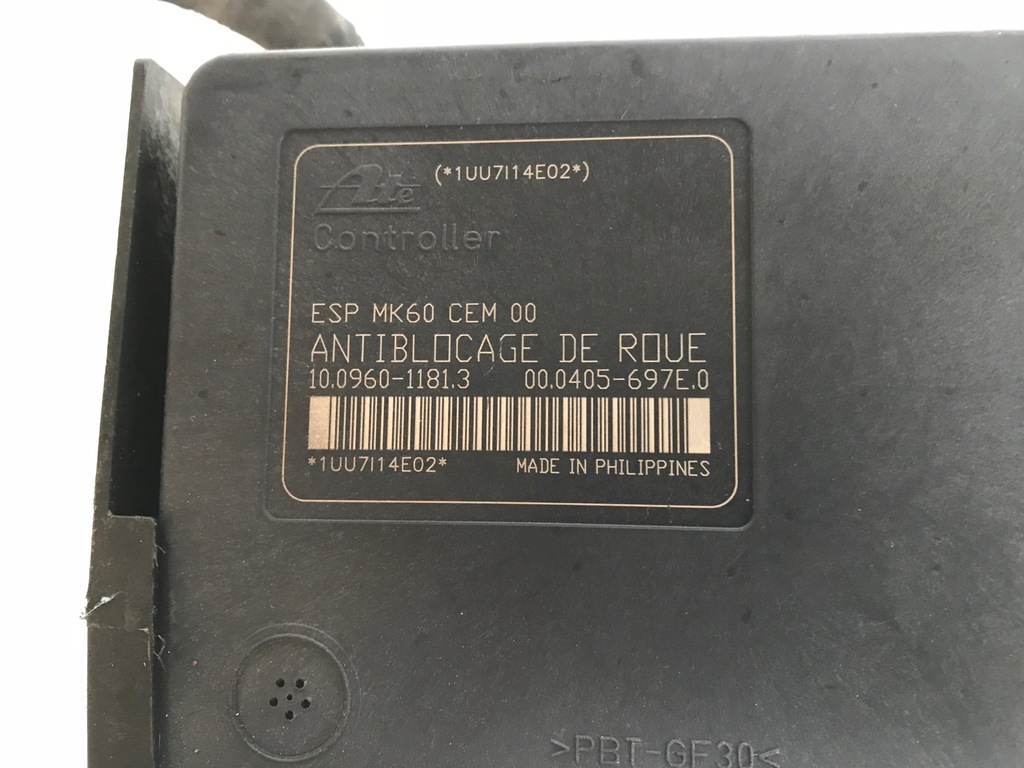 (*1UU7I14E02*)
Ate
Controller
ESP MK60 CEM 00
ANTIBLOCAGE DE ROUE
10.0960-1181.3 00.0405-697E.0
*1UU7I14E02* MADE IN PHILIPPINES
>PBT-GF30<